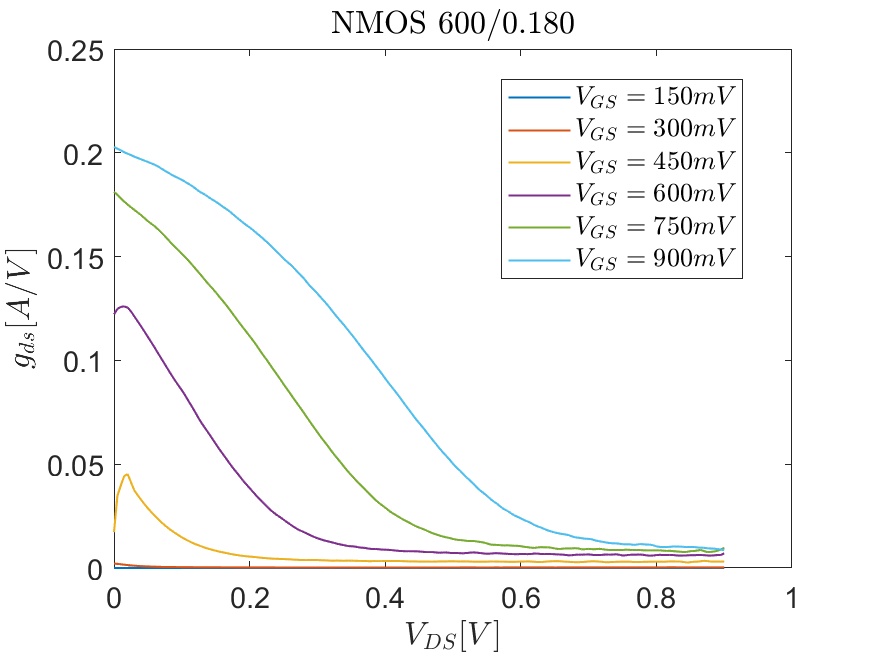 NMOS 600/0.180
0.25
0.2
0.15
0.1
0.05
0
g_{ds}[A/V]
V_{GS} = 150mV
V_{GS} = 300mV
V_{GS} = 450mV
V_{GS} = 600mV
V_{GS} = 750mV
V_{GS} = 900mV
0 0.2 0.4 0.6 0.8 1
V_{DS}[V]